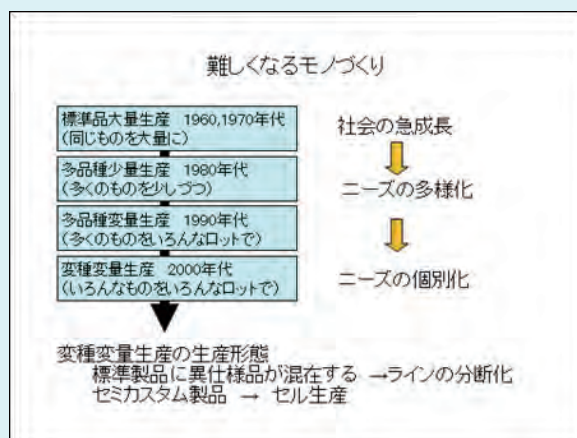 難しくなるモノづくり
標準品大量生産 1960,1970年代
(同じものを大量に)
多品種少量生産 1980年代
(多くのものを少しづつ)
多品種変量生産 1990年代
(多くのものをいろんなロットで)
変種変量生産 2000年代
(いろんなものをいろんなロットで)
社会の急成長
ニーズの多様化
ニーズの個別化
変種変量生産の生産形態
標準製品に異仕様品が混在する →ラインの分断化
セミカスタム製品 → セル生産